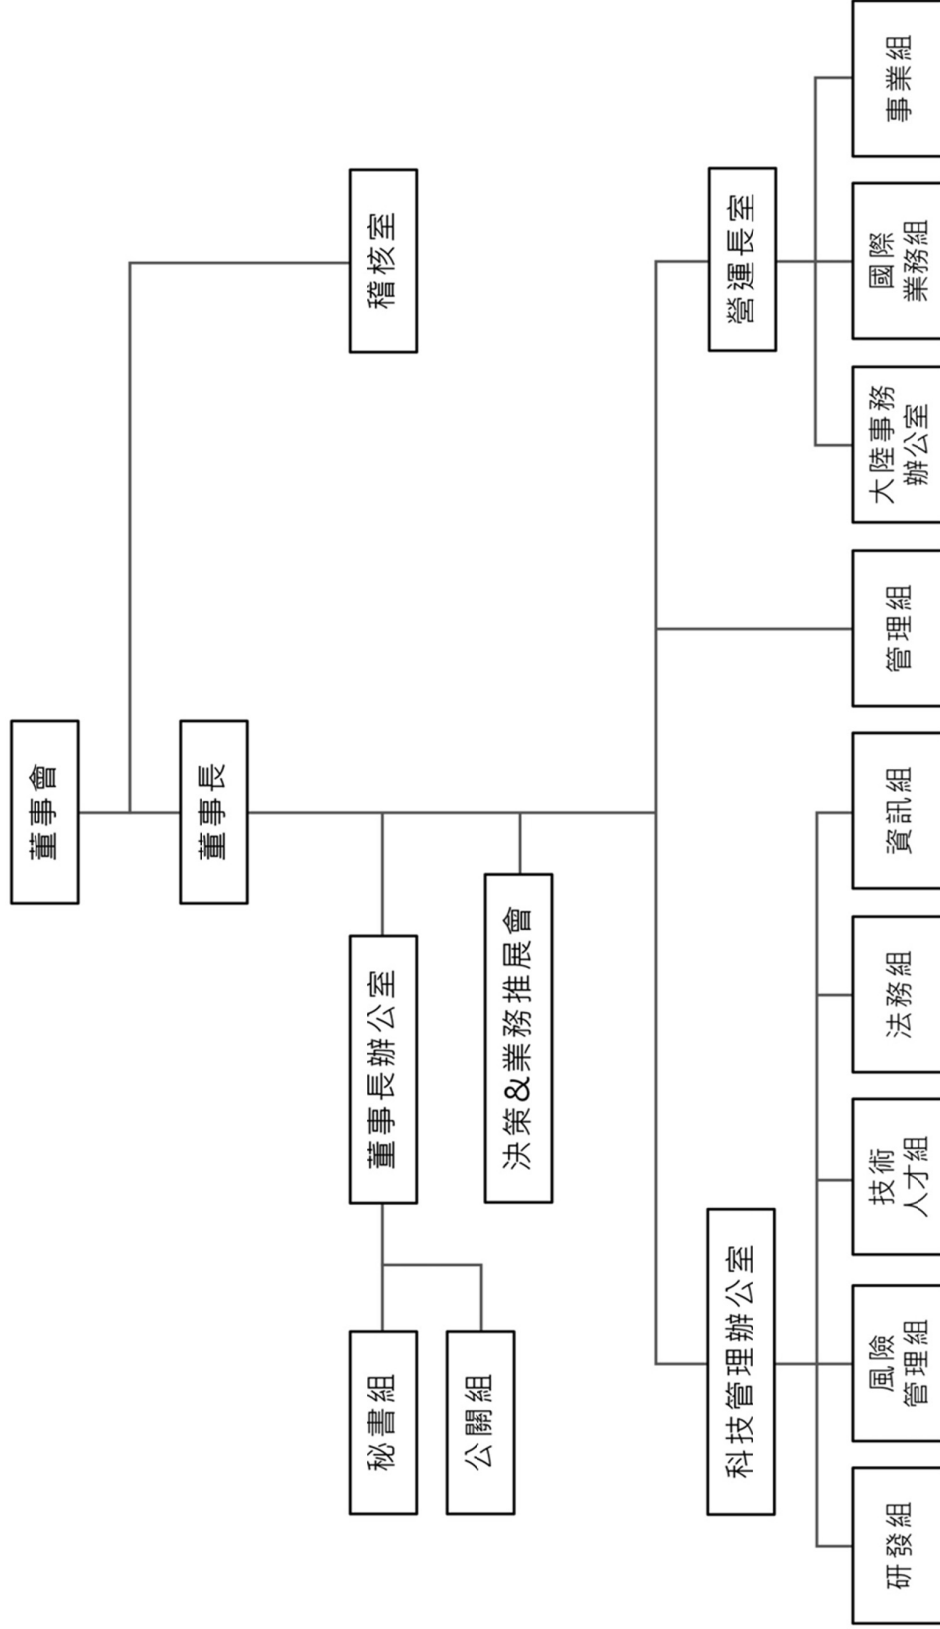 董事會
董事長
稽核室
董事長辦公室
秘書組
公關組
決策&業務推展會
科技管理辦公室
營運長室
研發組
風險
管理組
技術
人才組
法務組
資訊組
管理組
大陸事務
辦公室
國際
業務組
事業組